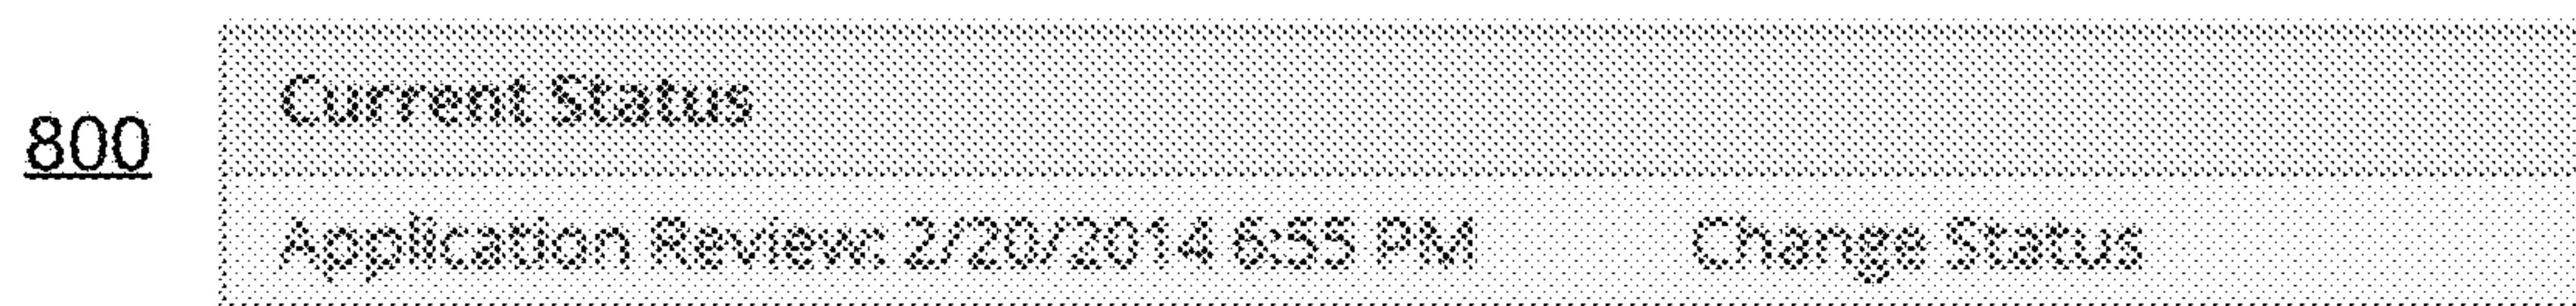 800
Current Status
Application Review: 2/20/2014 6:55 PM Change Status